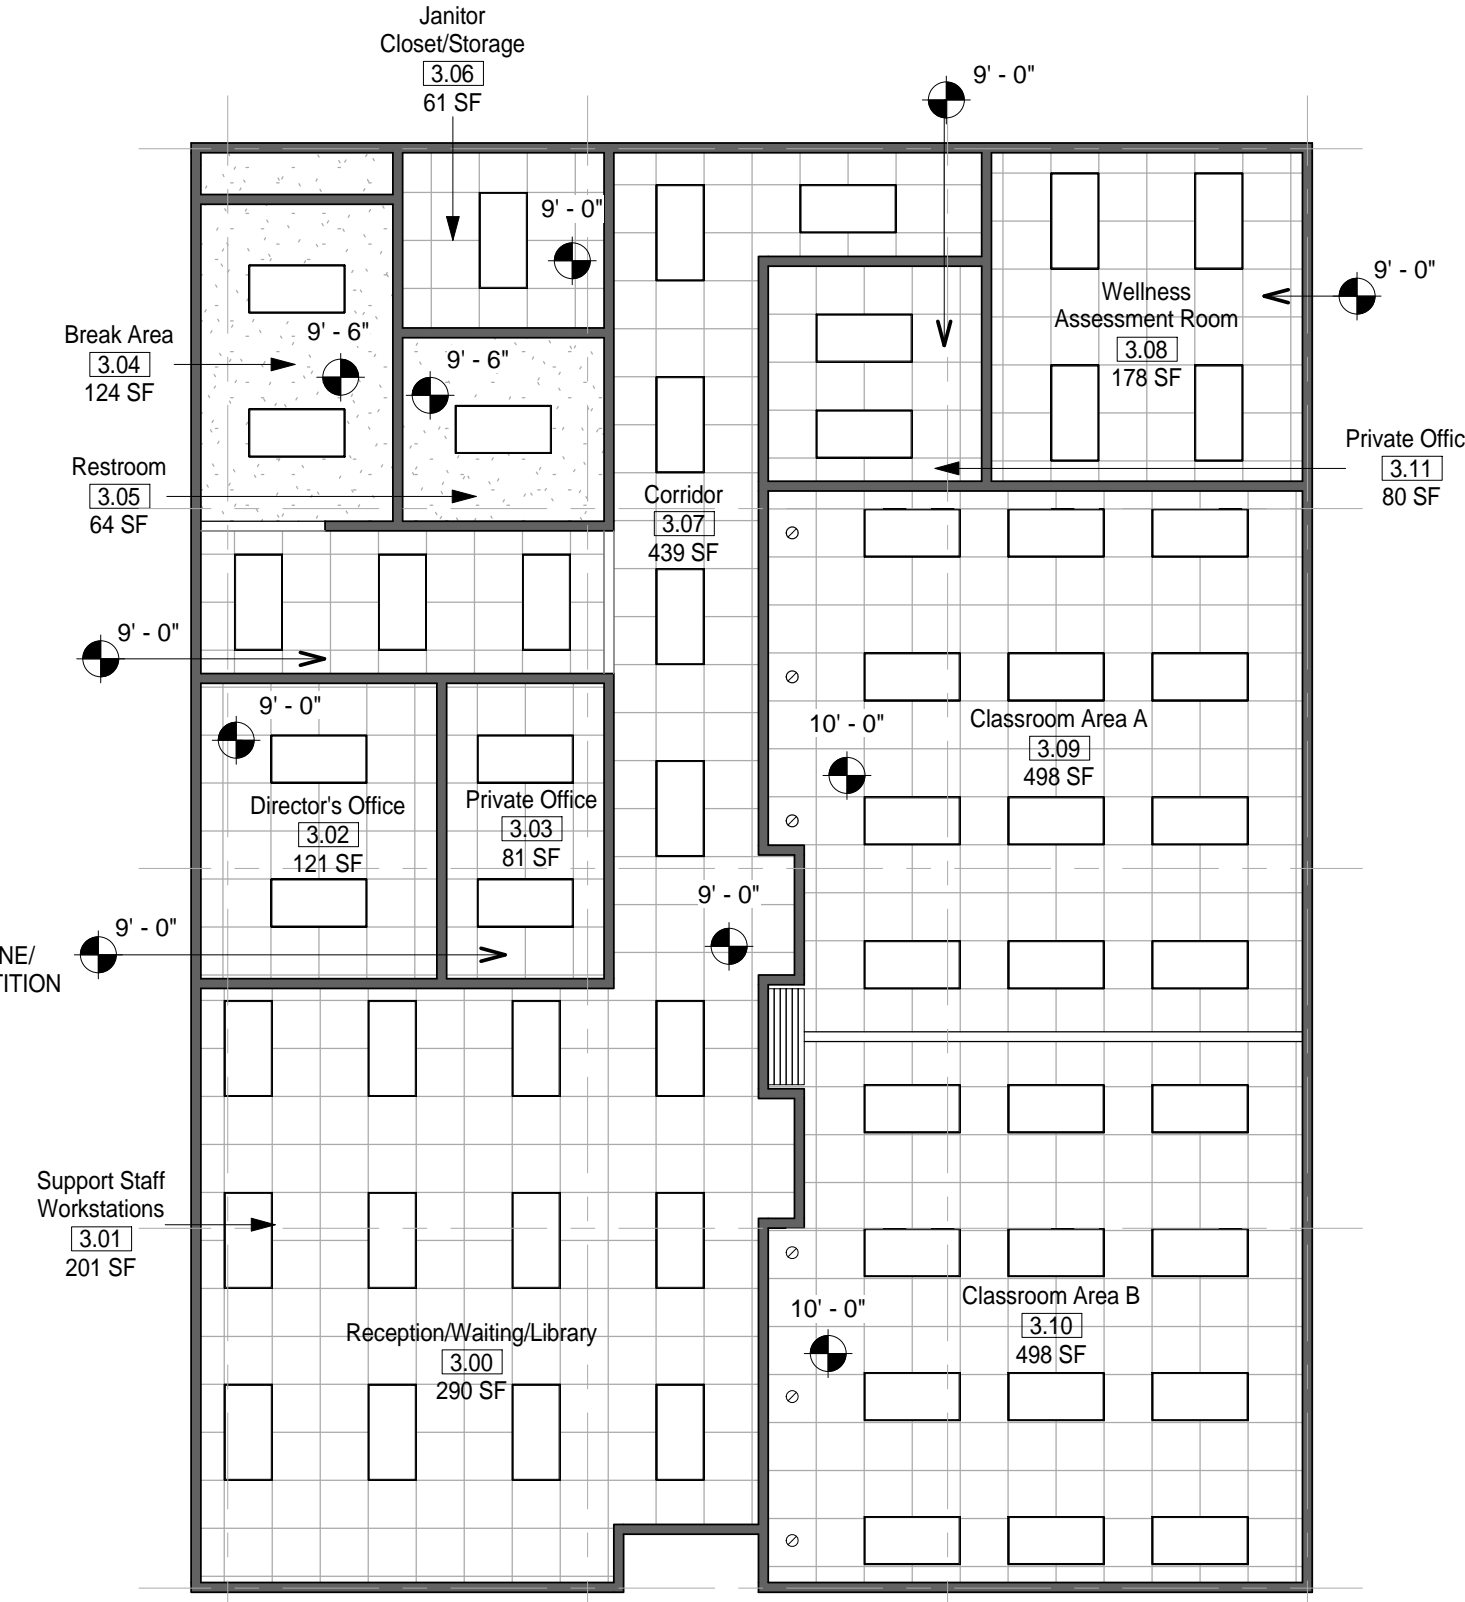 Janitor
Closet/Storage
3.06
61 SF
9' - 0"
9' - 0"
9' - 0"
Wellness
Assessment Room
3.08
178 SF
Break Area
3.04
124 SF
9' - 6"
9' - 6"
Private Offic
3.11
80 SF
Restroom
3.05
64 SF
Corridor
3.07
439 SF
9' - 0"
9' - 0"
10' - 0"
Classroom Area A
3.09
498 SF
Director's Office
3.02
121 SF
Private Office
3.03
81 SF
9' - 0"
9' - 0"
NE/
TITION
Support Staff
Workstations
3.01
201 SF
10' - 0"
Classroom Area B
3.10
498 SF
Reception/Waiting/Library
3.00
290 SF